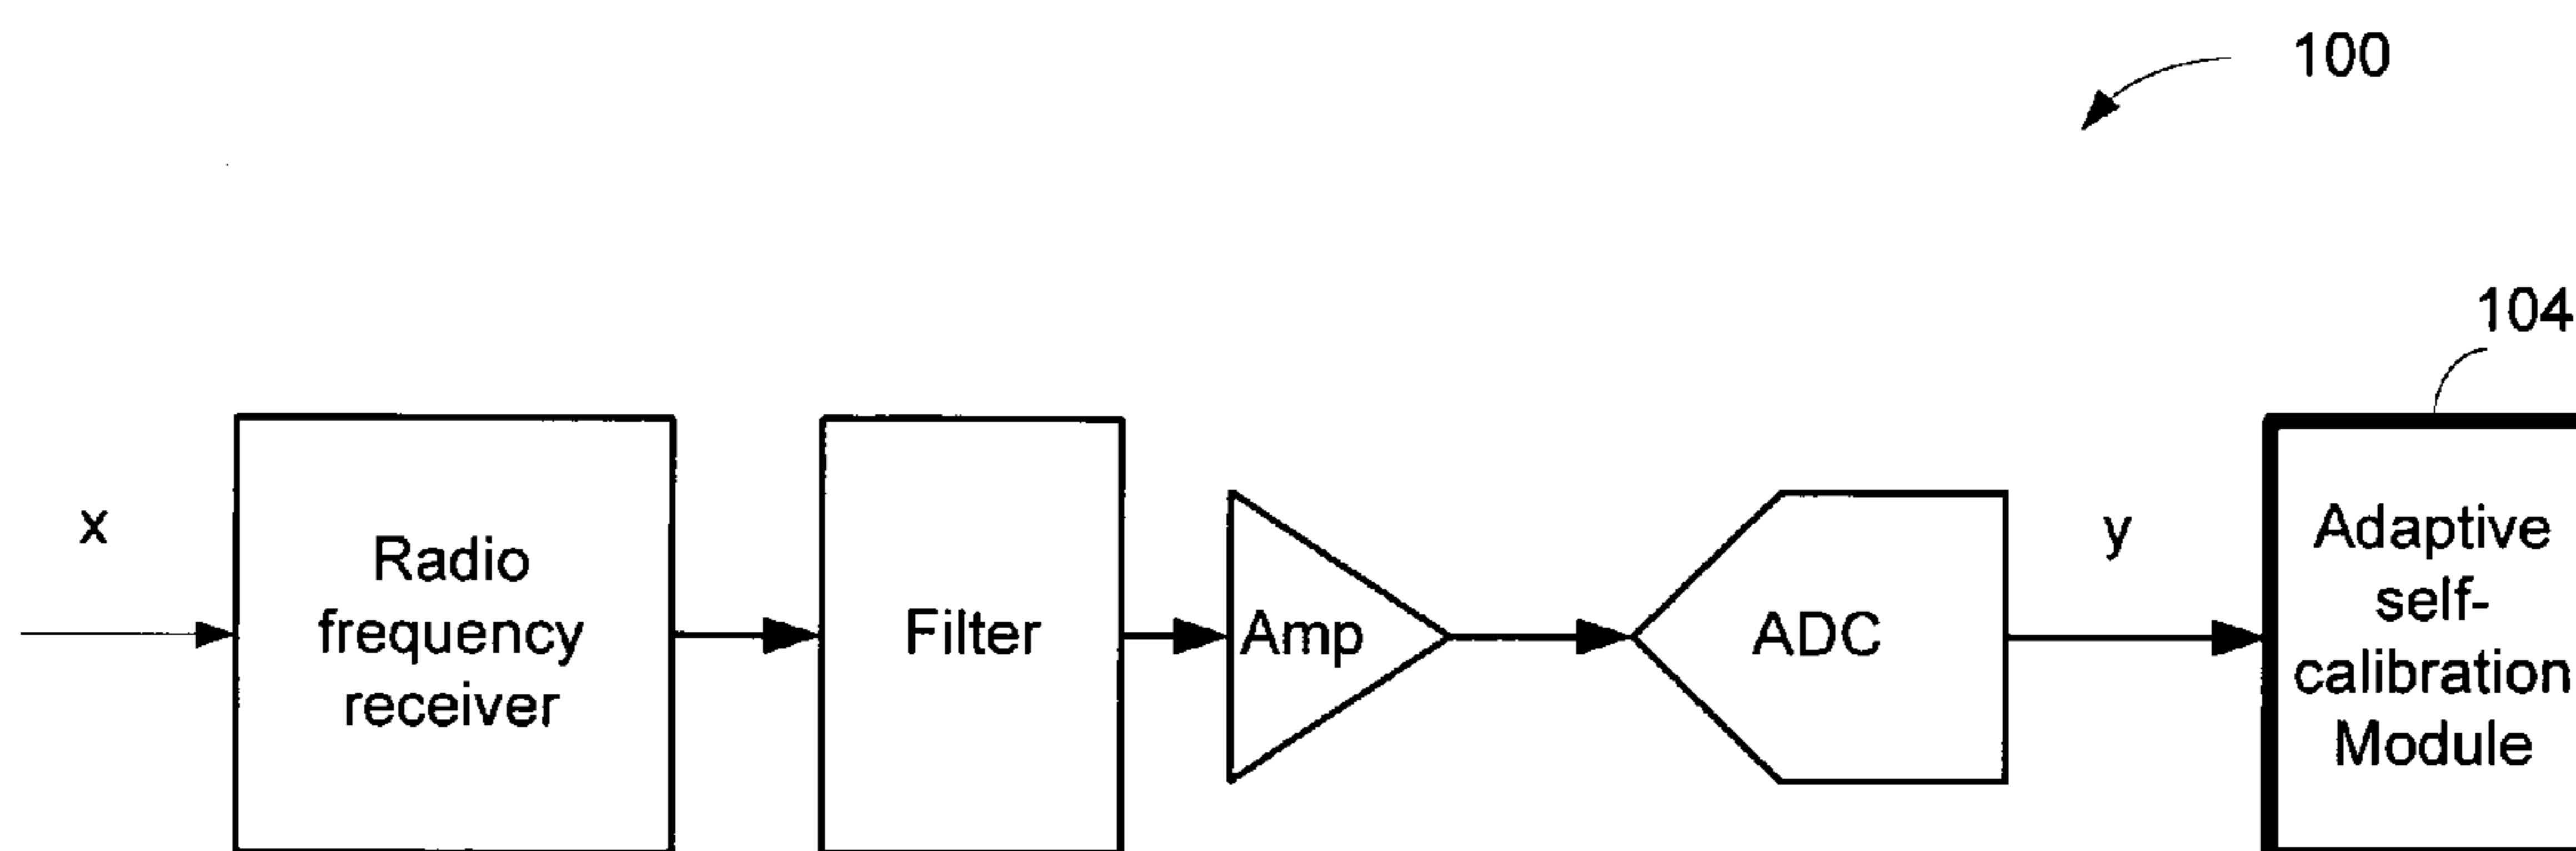 100
104
x
Radio
frequency
receiver
Filter
Amp
ADC
y
Adaptive
self-
calibration
Module